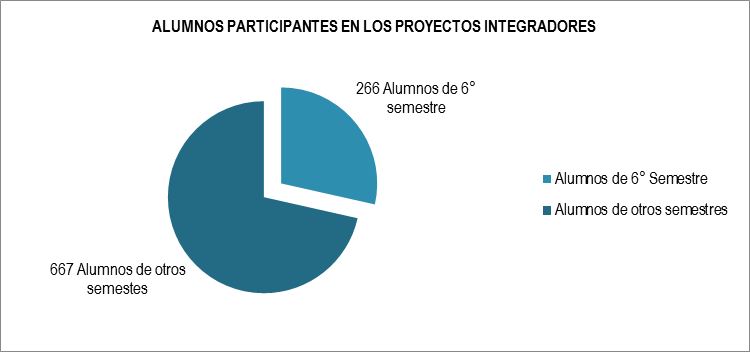 ALUMNOS PARTICIPANTES EN LOS PROYECTOS INTEGRADORES
266 Alumnos de 6°
semestre
Alumnos de 6° Semestre
Alumnos de otros semestres
667 Alumnos de otros
semestes